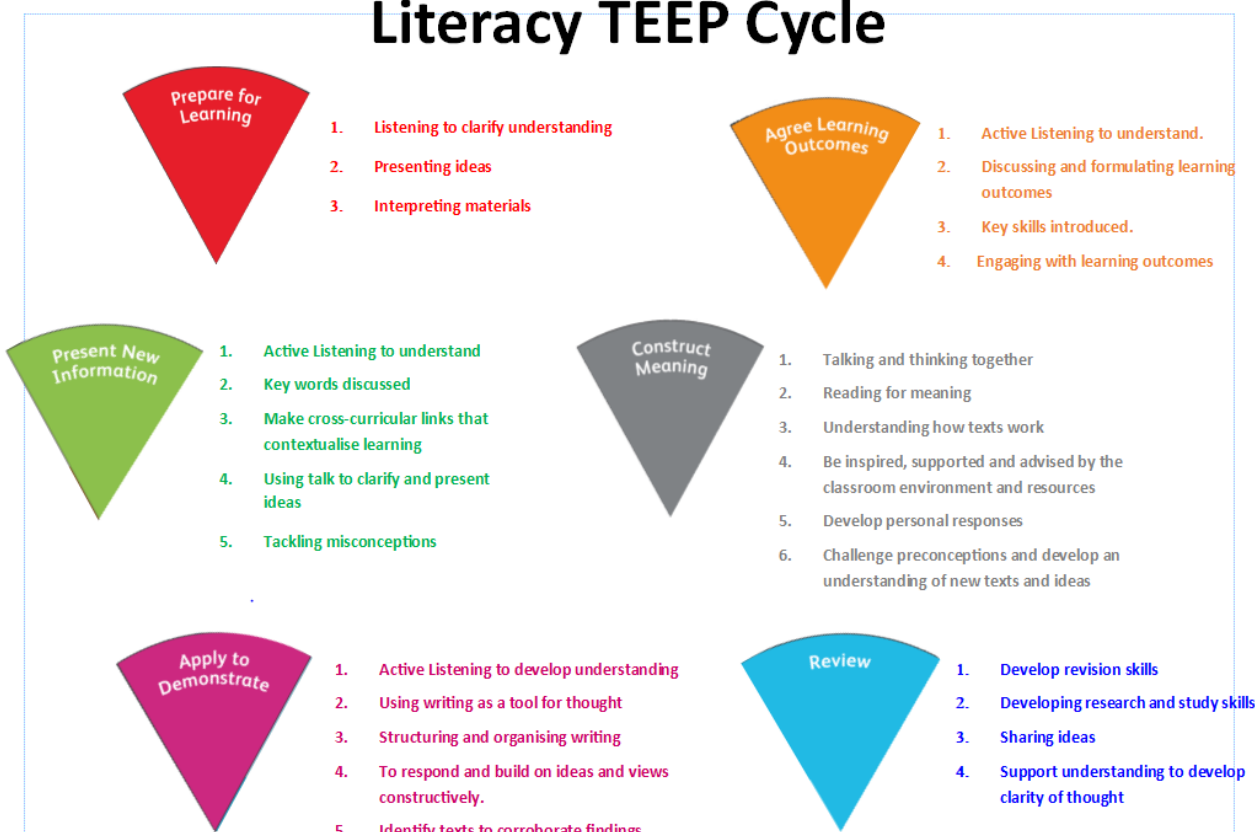 Literacy TEEP Cycle
Prepare for
Learning
1. Listening to clarify understanding
2. Presenting ideas
3. Interpreting materials
Agree Learning
Outcomes
1. Active Listening to understand.
2. Discussing and formulating learning
outcomes
3. Key skills introduced.
4. Engaging with learning outcomes
Present New
Information
1. Active Listening to understand
2. Key words discussed
3. Make cross-curricular links that
contextualise learning
4. Using talk to clarify and present
ideas
5. Tackling misconceptions
.
Construct
Meaning
1. Talking and thinking together
2. Reading for meaning
3. Understanding how texts work
4. Be inspired, supported and advised by the
classroom environment and resources
5. Develop personal responses
6. Challenge preconceptions and develop an
understanding of new texts and ideas
Apply to
Demonstrate
1. Active Listening to develop understanding
2. Using writing as a tool for thought
3. Structuring and organising writing
4. To respond and build on ideas and views
constructively.
5. Identify texts to corroborate findings
Review
1. Develop revision skills
2. Developing research and study skills
3. Sharing ideas
4. Support understanding to develop
clarity of thought